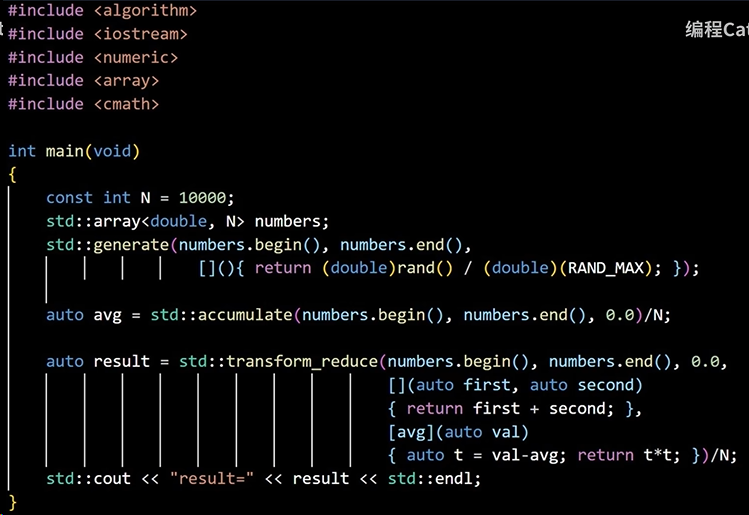 #include <algorithm>
#include <iostream>
编程Cat
#include <numeric>
#include <array>
#include <cmath>
int main(void)
{
const int N = 10000;
std::array<double, N> numbers;
std::generate(numbers.begin(), numbers.end(),
[](){ return (double)rand() / (double)(RAND_MAX); });
auto avg = std::accumulate(numbers.begin(), numbers.end(), 0.0)/N;
auto result = std::transform_reduce(numbers.begin(), numbers.end(), 0.0,
[](auto first, auto second)
{ return first + second; },
[avg](auto val)
{ auto t = val-avg; return t*t; })/N;
std::cout << "result=" << result << std::endl;
}